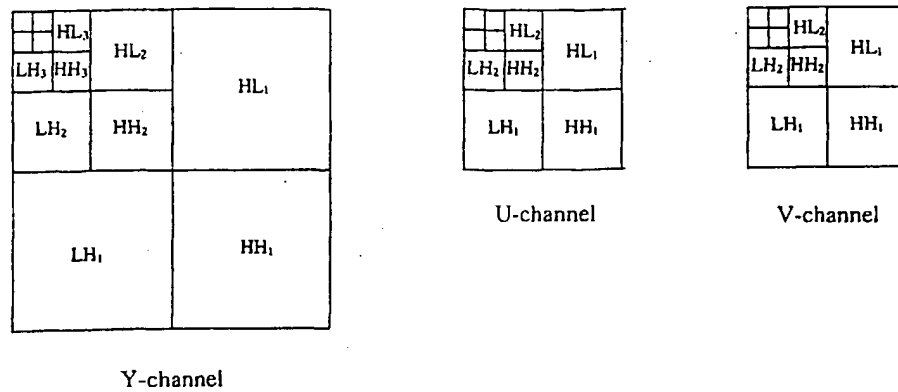 HL₃
HL₂
LH₃ HH₃
HL₁
LH₂ HH₂
LH₁ HH₁
Y-channel
HL₂
HL₁
LH₂ HH₂
LH₁ HH₁
U-channel
HL₂
HL₁
LH₂ HH₂
LH₁ HH₁
V-channel